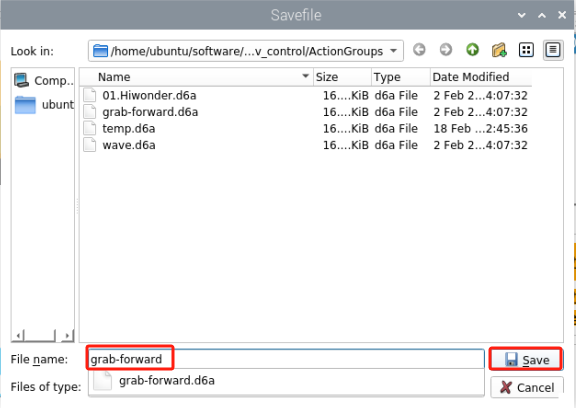 Savefile
Look in: /home/ubuntu/software/...v_control/ActionGroups
Comp...
ubunt
Name Size Type Date Modified
01.Hiwonder.d6a 16....KiB d6a File 2 Feb 2...4:07:32
grab-forward.d6a 16....KiB d6a File 2 Feb 2...4:07:32
temp.d6a 16....KiB d6a File 18 Feb ...2:45:36
wave.d6a 16....KiB d6a File 2 Feb 2...4:07:32
File name: grab-forward Save
grab-forward.d6a
Files of type: Cancel